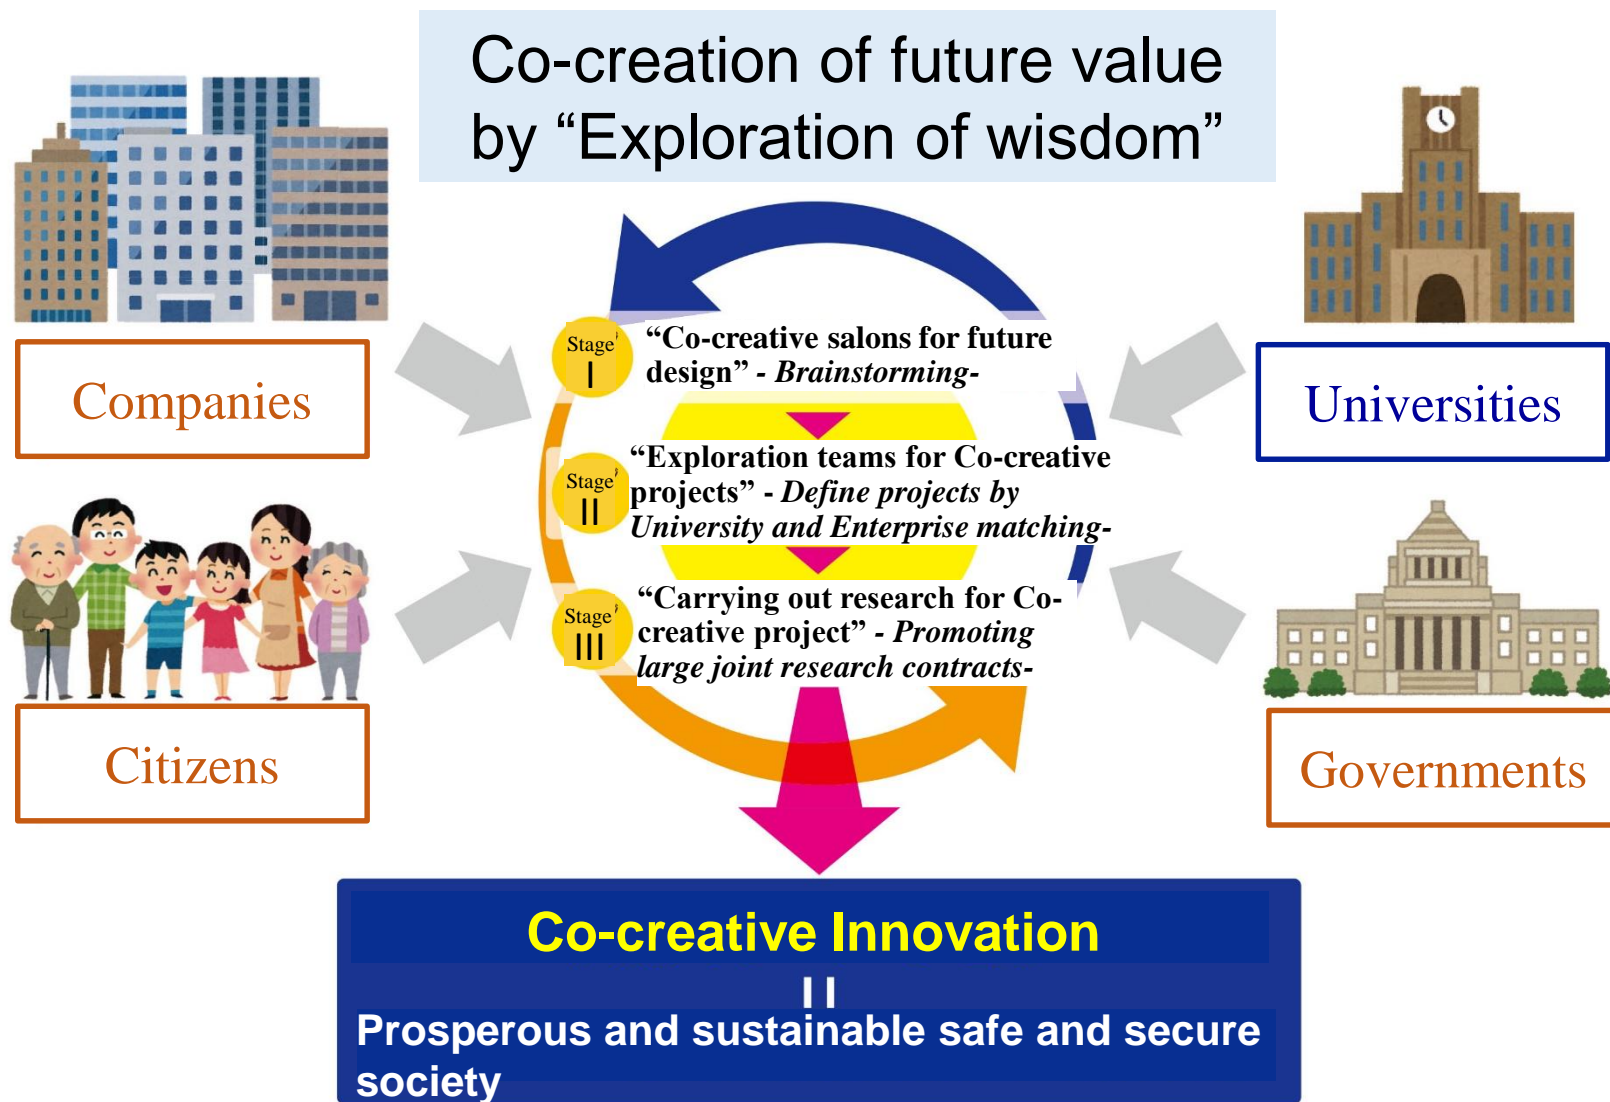 Co-creation of future value
by “Exploration of wisdom”
Companies
Universities
Stage
I
“Co-creative salons for future
design” - Brainstorming-
Stage
II
“Exploration teams for Co-creative
projects” - Define projects by
University and Enterprise matching-
Stage
III
“Carrying out research for Co-
creative project” - Promoting
large joint research contracts-
Citizens
Governments
Co-creative Innovation
Prosperous and sustainable safe and secure
society